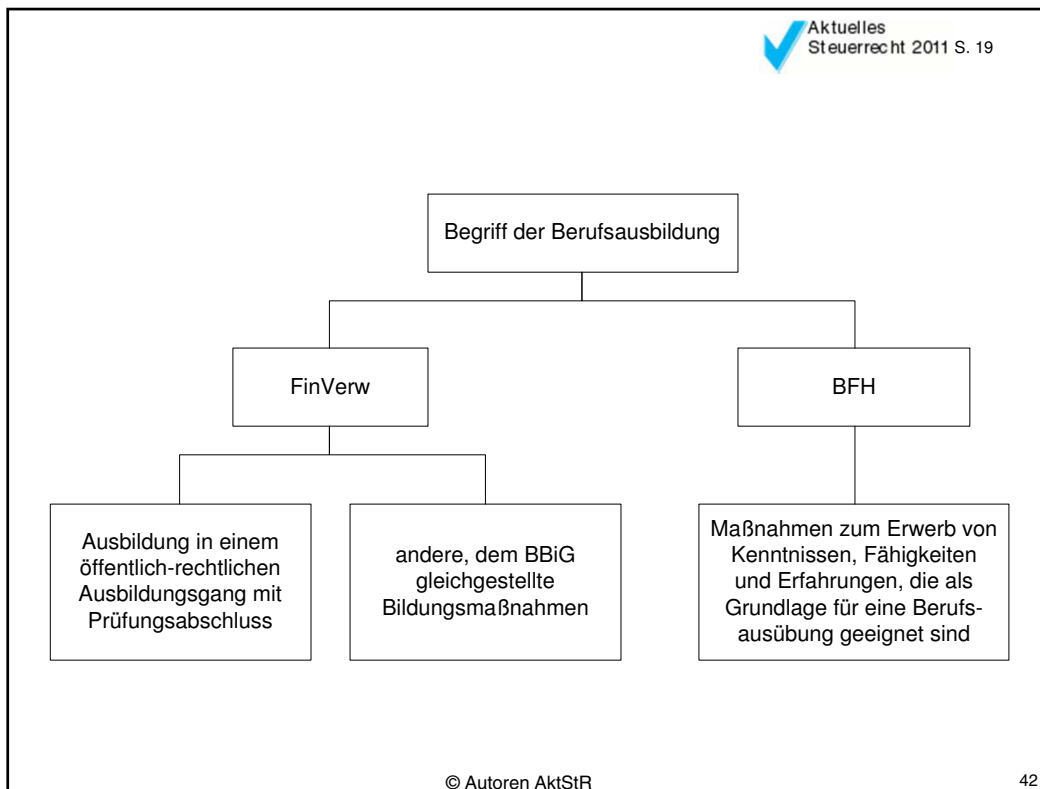 Aktuelles
Steuerrecht 2011 S. 19
Begriff der Berufsausbildung
FinVerw
BFH
Ausbildung in einem
öffentlich-rechtlichen
Ausbildungsgang mit
Prüfungsabschluss
andere, dem BBiG
gleichgestellte
Bildungsmaßnahmen
Maßnahmen zum Erwerb von
Kenntnissen, Fähigkeiten
und Erfahrungen, die als
Grundlage für eine Berufs-
ausübung geeignet sind
© Autoren AktStR
42